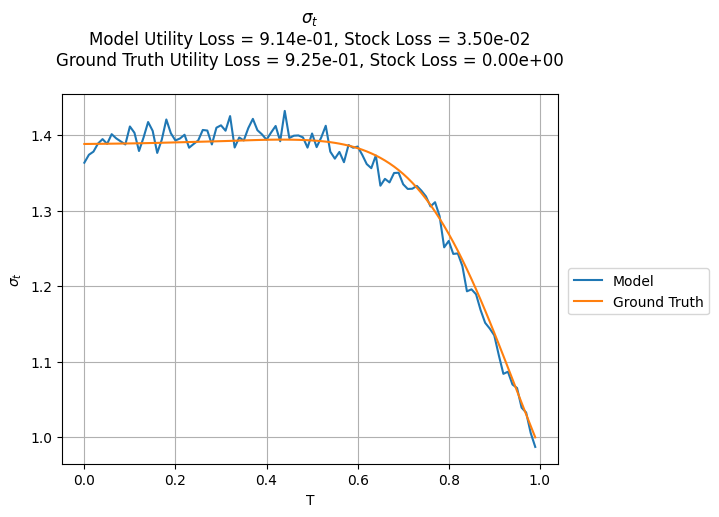 σₜ
Model Utility Loss = 9.14e-01, Stock Loss = 3.50e-02
Ground Truth Utility Loss = 9.25e-01, Stock Loss = 0.00e+00
σₜ
1.4
1.3
1.2
1.1
1.0
0.0 0.2 0.4 0.6 0.8 1.0
T
Model
Ground Truth